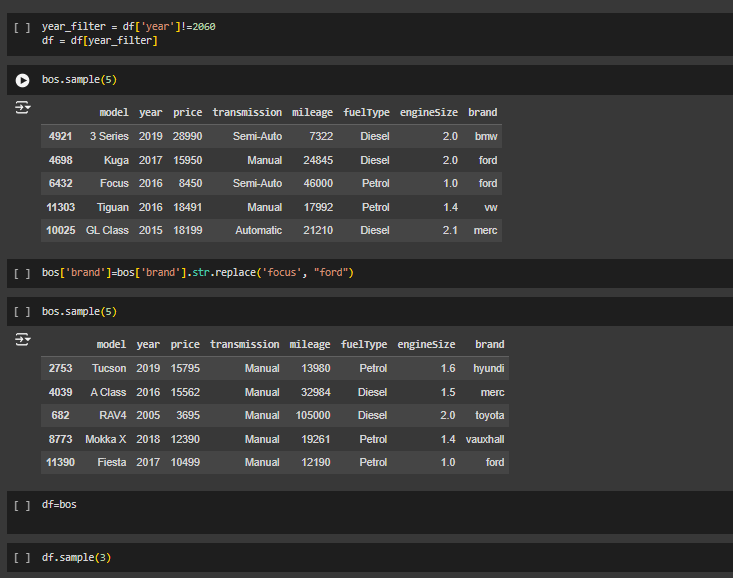 [ ] year_filter = df['year']!=2060
df = df[year_filter]
bos.sample(5)
model year price transmission mileage fuelType engineSize brand
4921 3 Series 2019 28990 Semi-Auto 7322 Diesel 2.0 bmw
4698 Kuga 2017 15950 Manual 24845 Diesel 2.0 ford
6432 Focus 2016 8450 Semi-Auto 46000 Petrol 1.0 ford
11303 Tiguan 2016 18491 Manual 17992 Petrol 1.4 vw
10025 GL Class 2015 18199 Automatic 21210 Diesel 2.1 merc
[ ] bos['brand']=bos['brand'].str.replace('focus', "ford")
[ ] bos.sample(5)
model year price transmission mileage fuelType engineSize brand
2753 Tucson 2019 15795 Manual 13980 Petrol 1.6 hyundi
4039 A Class 2016 15562 Manual 32984 Diesel 1.5 merc
682 RAV4 2005 3695 Manual 105000 Diesel 2.0 toyota
8773 Mokka X 2018 12390 Manual 19261 Petrol 1.4 vauxhall
11390 Fiesta 2017 10499 Manual 12190 Petrol 1.0 ford
[ ] df=bos
[ ] df.sample(3)